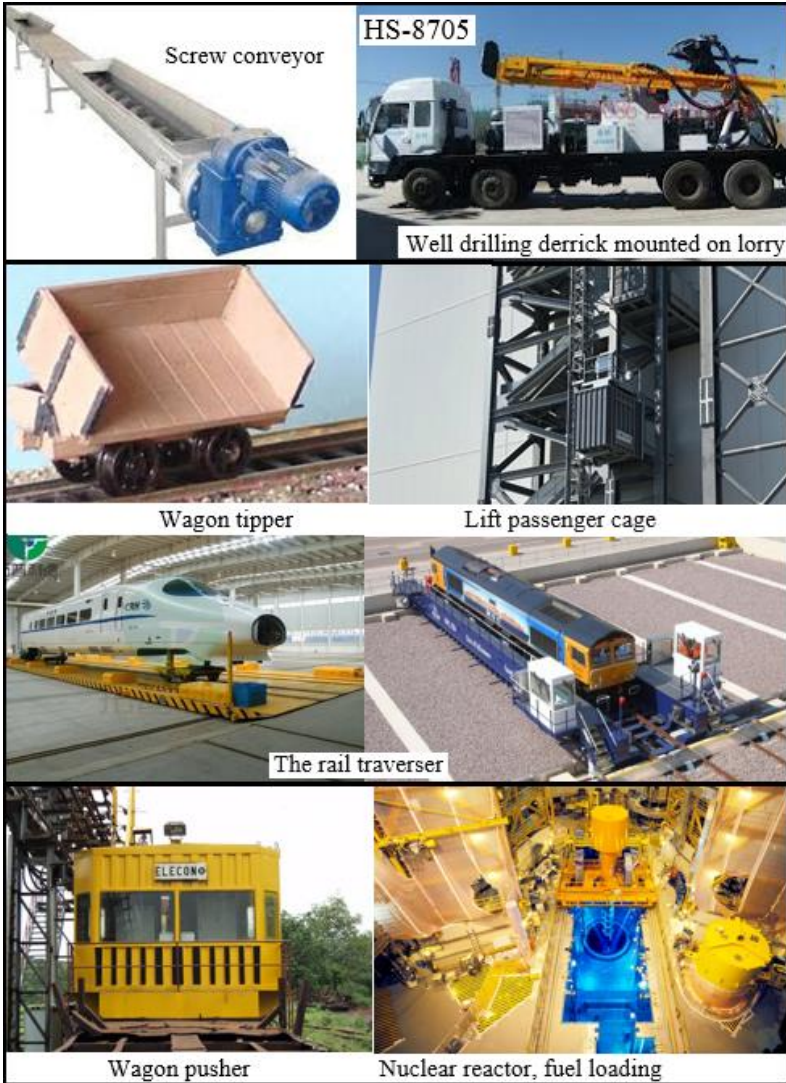 Screw conveyor
HS-8705
Well drilling derrick mounted on lorry
Wagon tipper
Lift passenger cage
CRH
The rail traverser
ELECON
Wagon pusher
Nuclear reactor, fuel loading